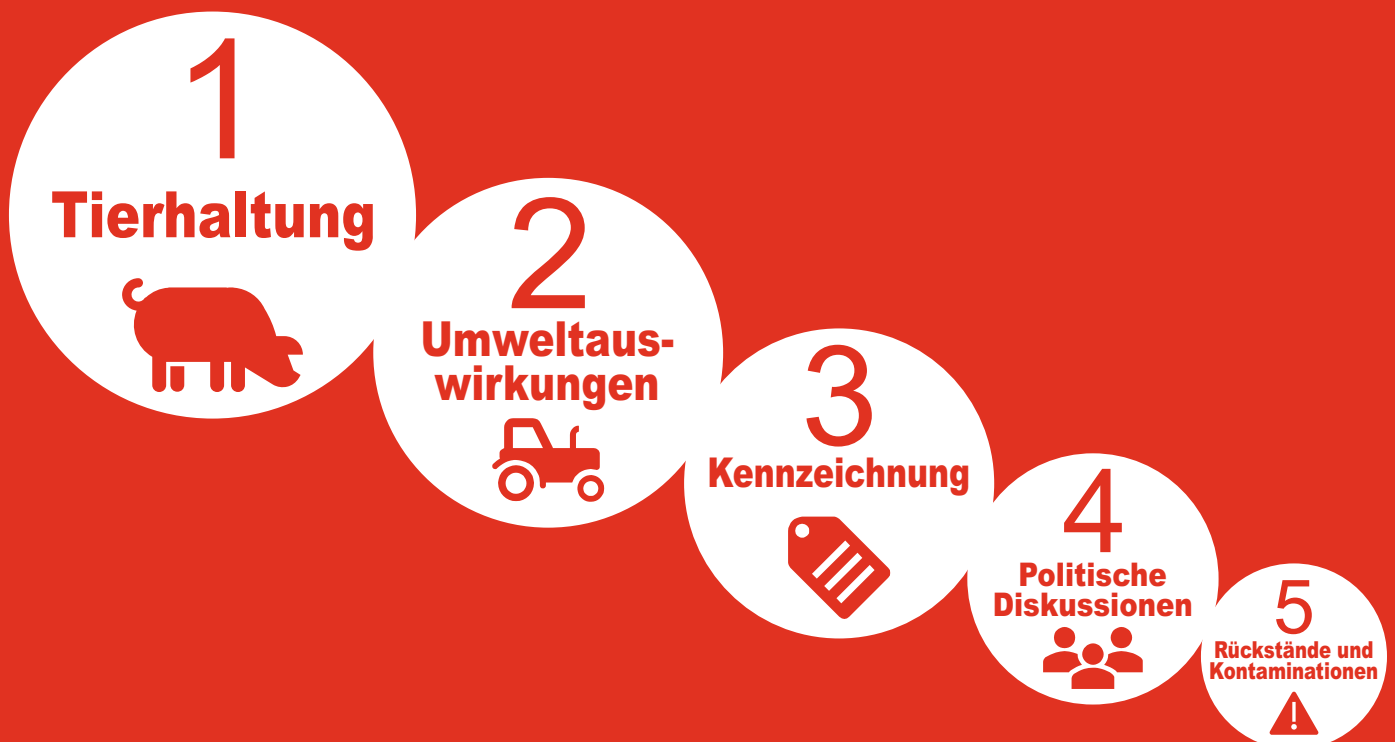 1
Tierhaltung
2
Umweltaus-
wirkungen
3
Kennzeichnung
4
Politische
Diskussionen
5
Rückstände und
Kontaminationen
!